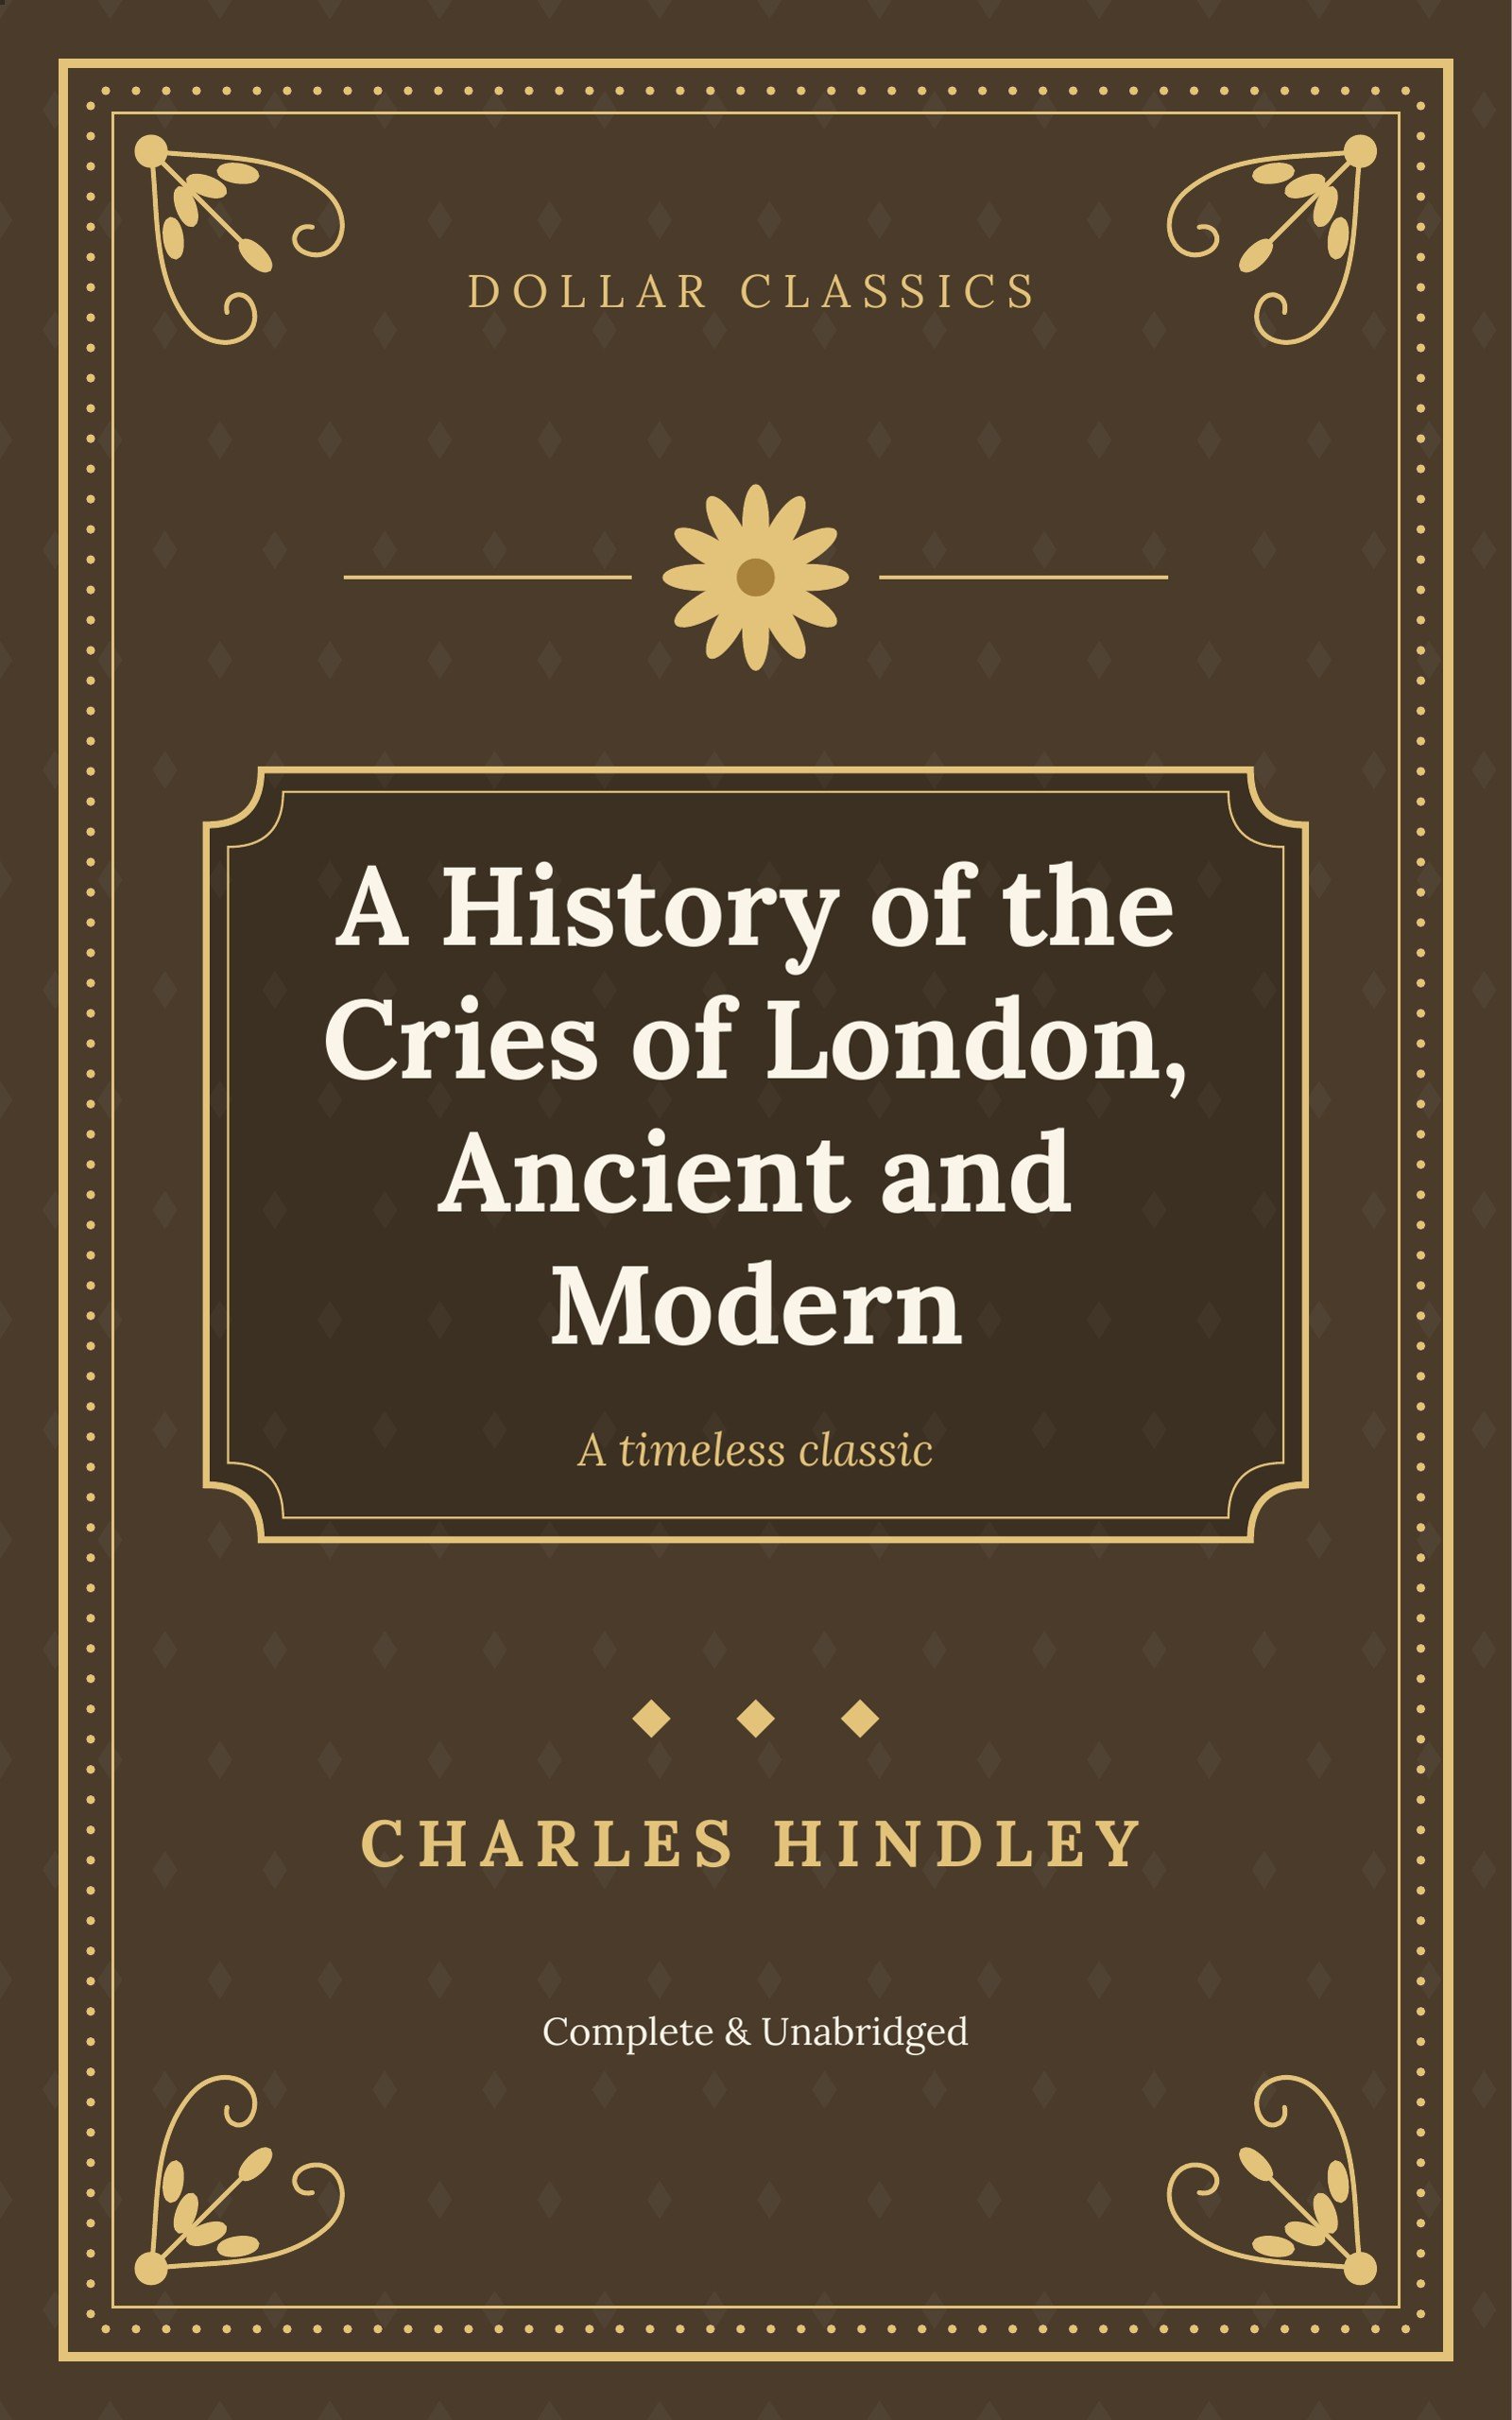 DOLLAR CLASSICS
A History of the
Cries of London,
Ancient and
Modern
A timeless classic
CHARLES HINDLEY
Complete & Unabridged